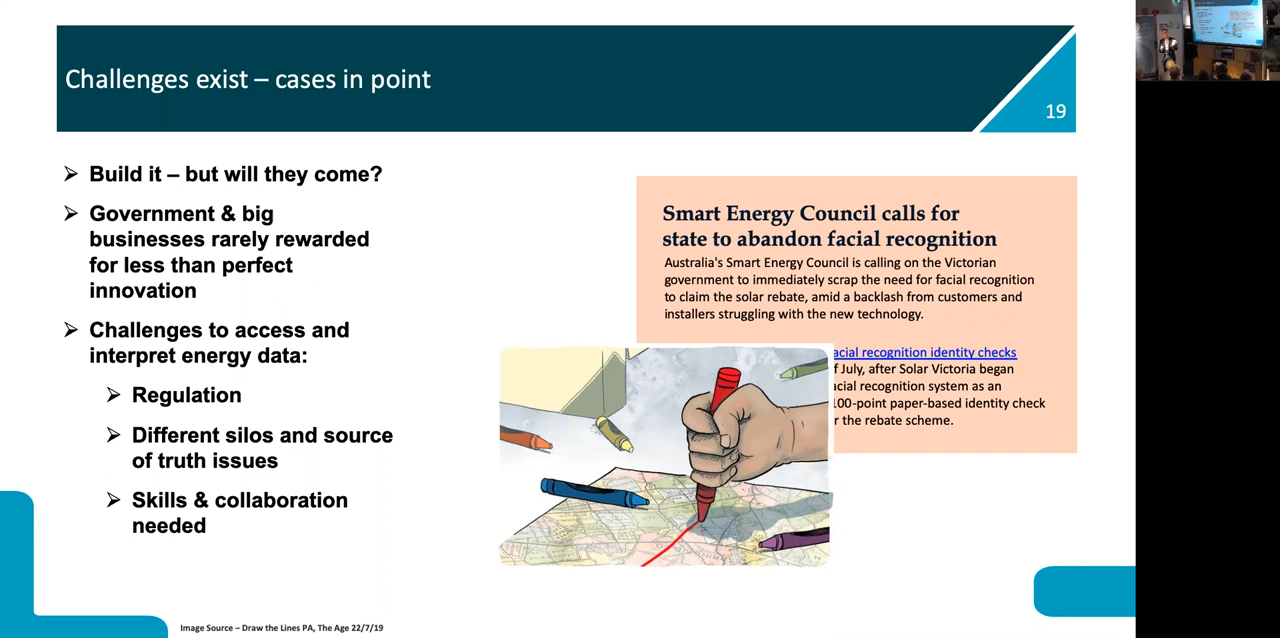 Challenges exist – cases in point
19
➢ Build it – but will they come?
➢ Government & big
businesses rarely rewarded
for less than perfect
innovation
➢ Challenges to access and
interpret energy data:
➢ Regulation
➢ Different silos and source
of truth issues
➢ Skills & collaboration
needed
Smart Energy Council calls for
state to abandon facial recognition
Australia's Smart Energy Council is calling on the Victorian
government to immediately scrap the need for facial recognition
to claim the solar rebate, amid a backlash from customers and
installers struggling with the new technology.
acial recognition identity checks
f July, after Solar Victoria began
acial recognition system as an
100-point paper-based identity check
r the rebate scheme.
Image Source – Draw the Lines PA, The Age 22/7/19